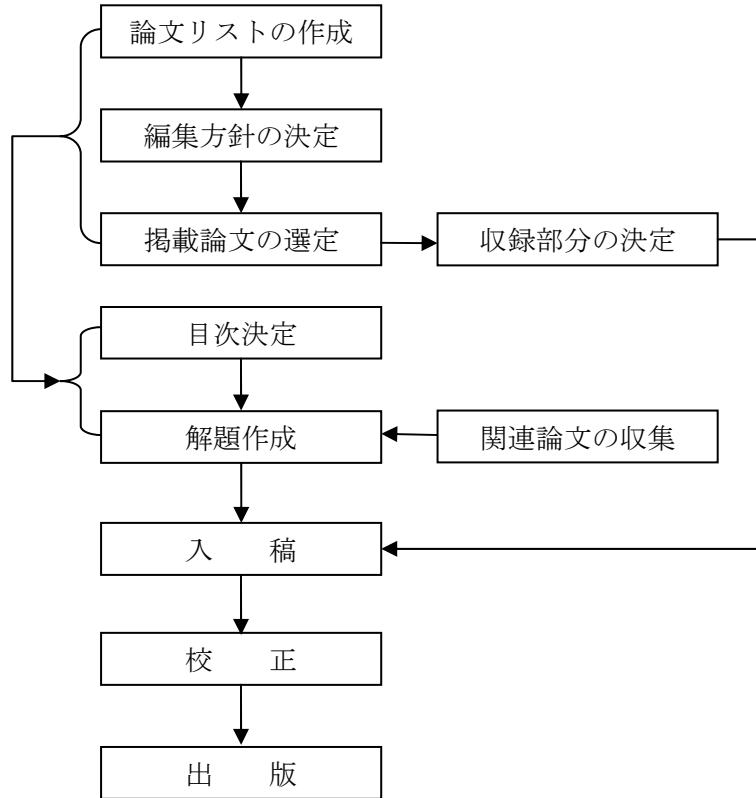 論文リストの作成
編集方針の決定
掲載論文の選定
収録部分の決定
目次決定
解題作成
関連論文の収集
入　　稿
校　　正
出　　版